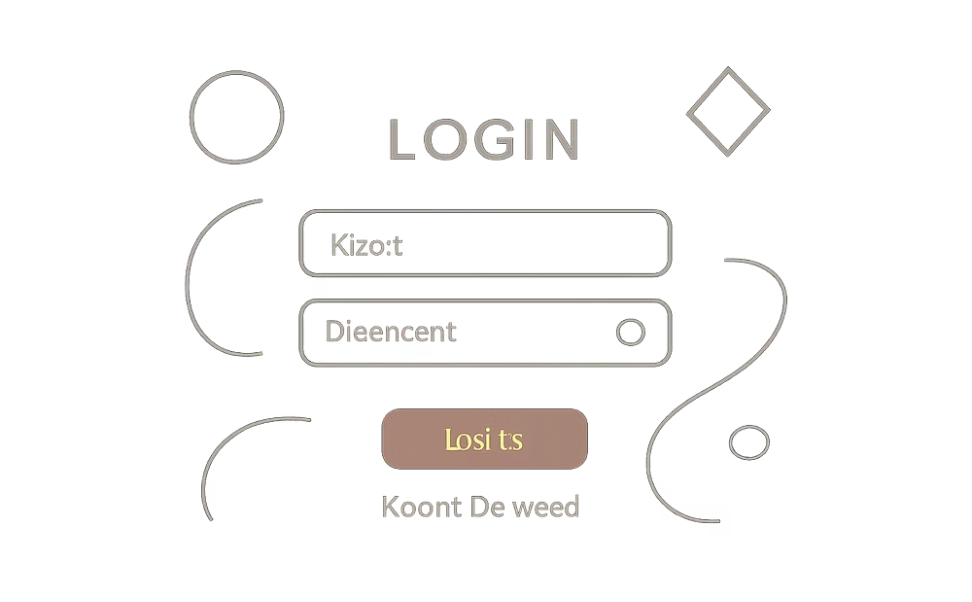 LOGIN
Kizo:t
Dieencent
Losi t:s
Koont De weed